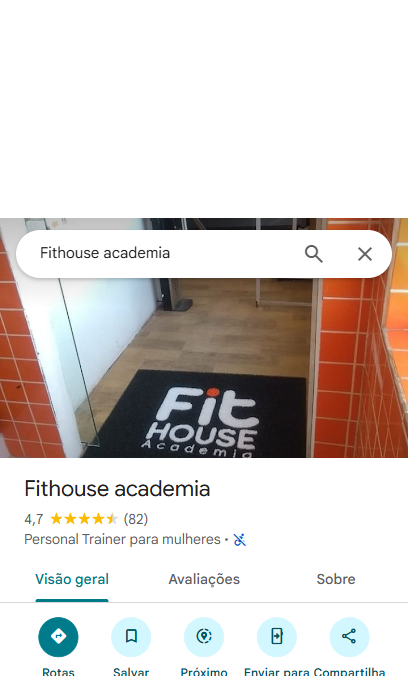 Fithouse academia
Fit
HOUSE
Academia
Fithouse academia
4,7 (82)
Personal Trainer para mulheres ·
Visão geral Avaliações Sobre
Rotas Salvar Próximo Enviar para Compartilha